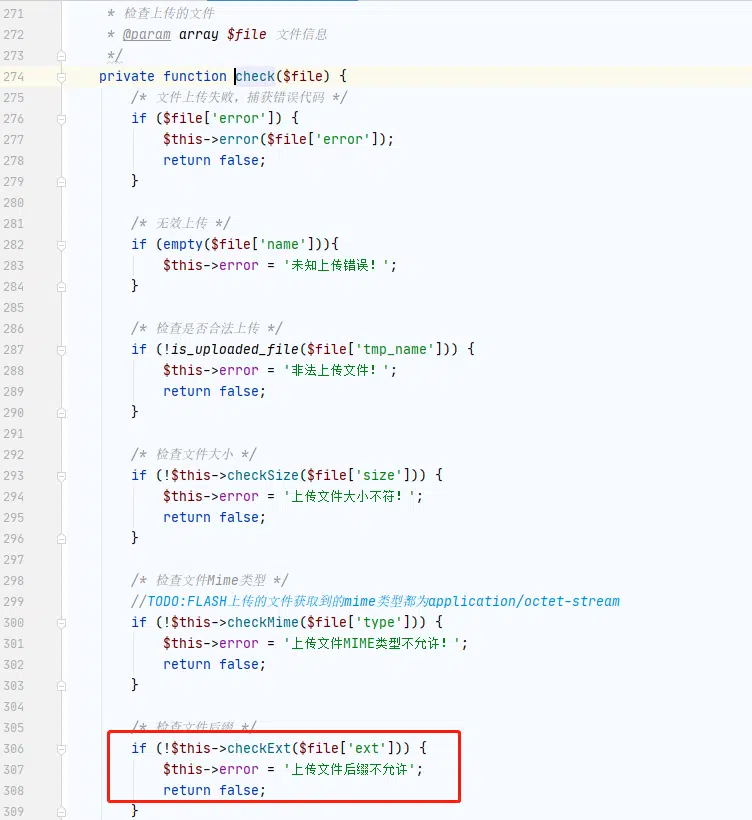 271 * 检查上传的文件
272 * @param array $file 文件信息
273 */
274 private function check($file) {
275 /* 文件上传失败，捕获错误代码 */
276 if ($file['error']) {
277 $this->error($file['error']);
278 return false;
279 }
280
281 /* 无效上传 */
282 if (empty($file['name'])){
283 $this->error = '未知上传错误！';
284 }
285
286 /* 检查是否合法上传 */
287 if (!is_uploaded_file($file['tmp_name'])) {
288 $this->error = '非法上传文件！';
289 return false;
290 }
291
292 /* 检查文件大小 */
293 if (!$this->checkSize($file['size'])) {
294 $this->error = '上传文件大小不符！';
295 return false;
296 }
297
298 /* 检查文件Mime类型 */
299 //TODO:FLASH上传的文件获取到的mime类型都为application/octet-stream
300 if (!$this->checkMime($file['type'])) {
301 $this->error = '上传文件MIME类型不允许！';
302 return false;
303 }
304
305 /* 检查文件后缀 */
306 if (!$this->checkExt($file['ext'])) {
307 $this->error = '上传文件后缀不允许';
308 return false;
309 }